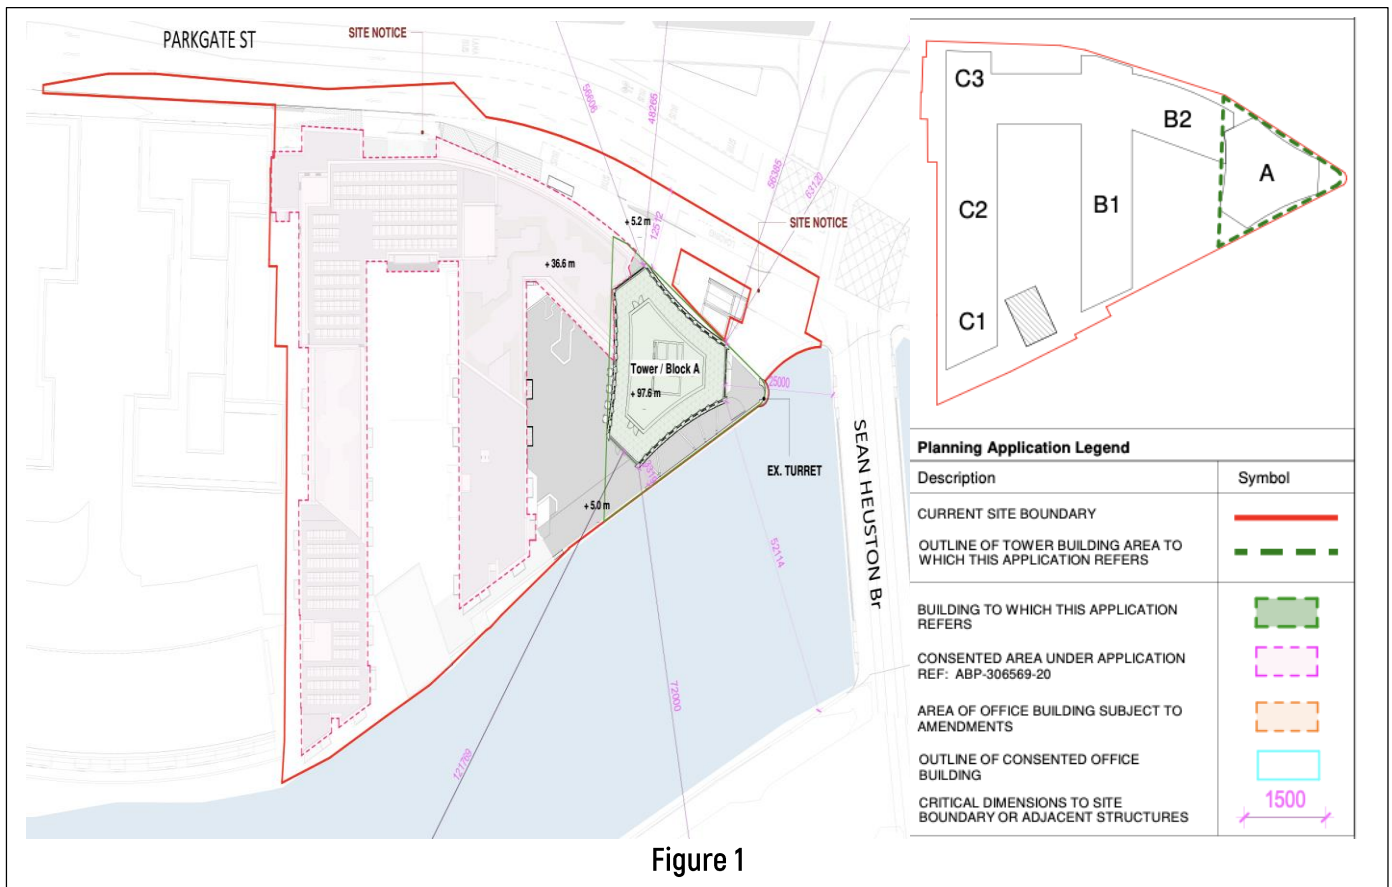 PARKGATE ST
SITE NOTICE
56606
48265
56385
63120
SITE NOTICE
+ 5.2 m
+ 36.6 m
Tower / Block A
+ 97.6 m
25000
EX. TURRET
+ 5.0 m
52114
72000
121769
SEAN HEUSTON Br
C3
B2
A
C2
B1
C1
Planning Application Legend
Description Symbol
CURRENT SITE BOUNDARY
OUTLINE OF TOWER BUILDING AREA TO
WHICH THIS APPLICATION REFERS
BUILDING TO WHICH THIS APPLICATION
REFERS
CONSENTED AREA UNDER APPLICATION
REF: ABP-306569-20
AREA OF OFFICE BUILDING SUBJECT TO
AMENDMENTS
OUTLINE OF CONSENTED OFFICE
BUILDING
CRITICAL DIMENSIONS TO SITE
BOUNDARY OR ADJACENT STRUCTURES
1500
Figure 1